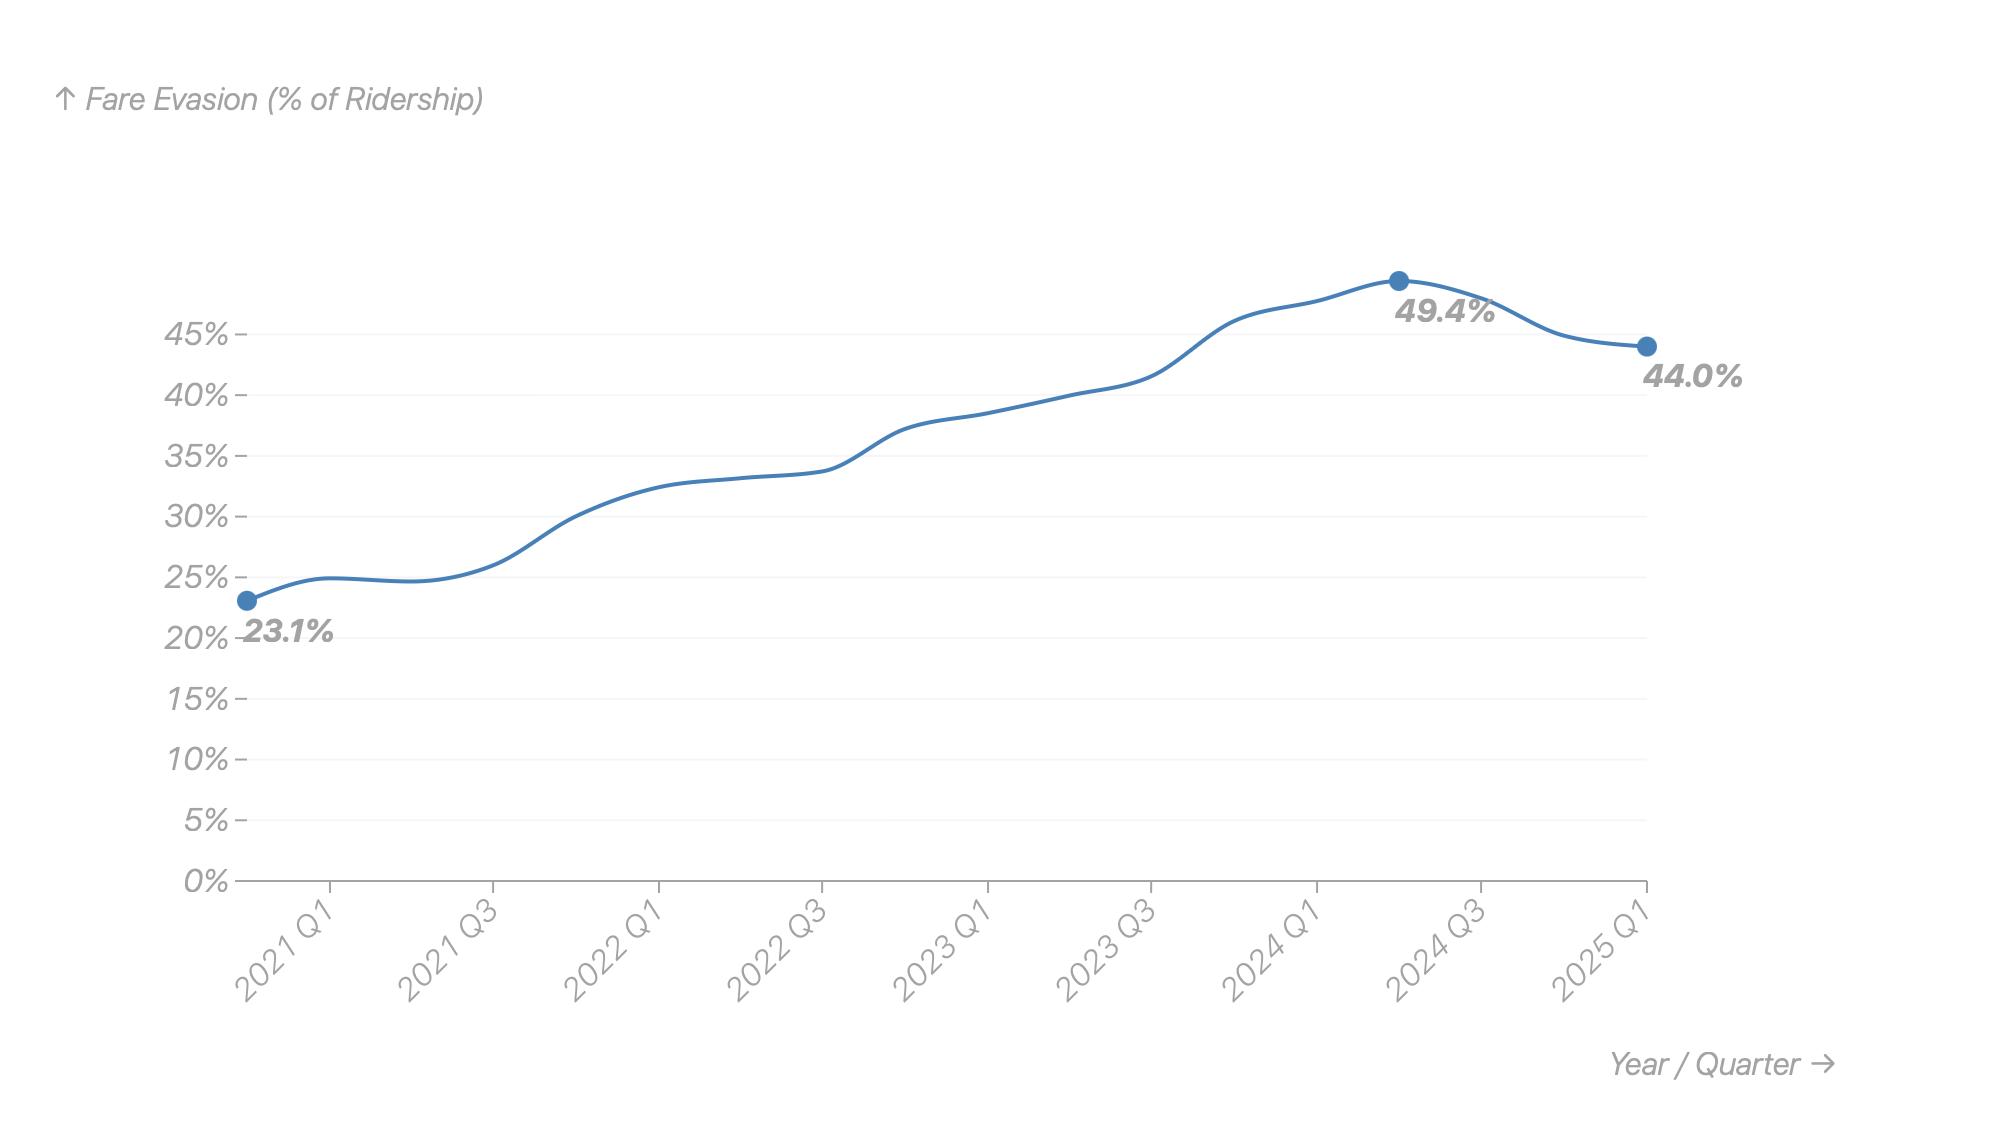 ↑ Fare Evasion (% of Ridership)
49.4%
45%
44.0%
40%
35%
30%
25%
23.1%
20%
15%
10%
5%
0%
2021 Q1
2021 Q3
2022 Q1
2022 Q3
2023 Q1
2023 Q3
2024 Q1
2024 Q3
2025 Q1
Year / Quarter →